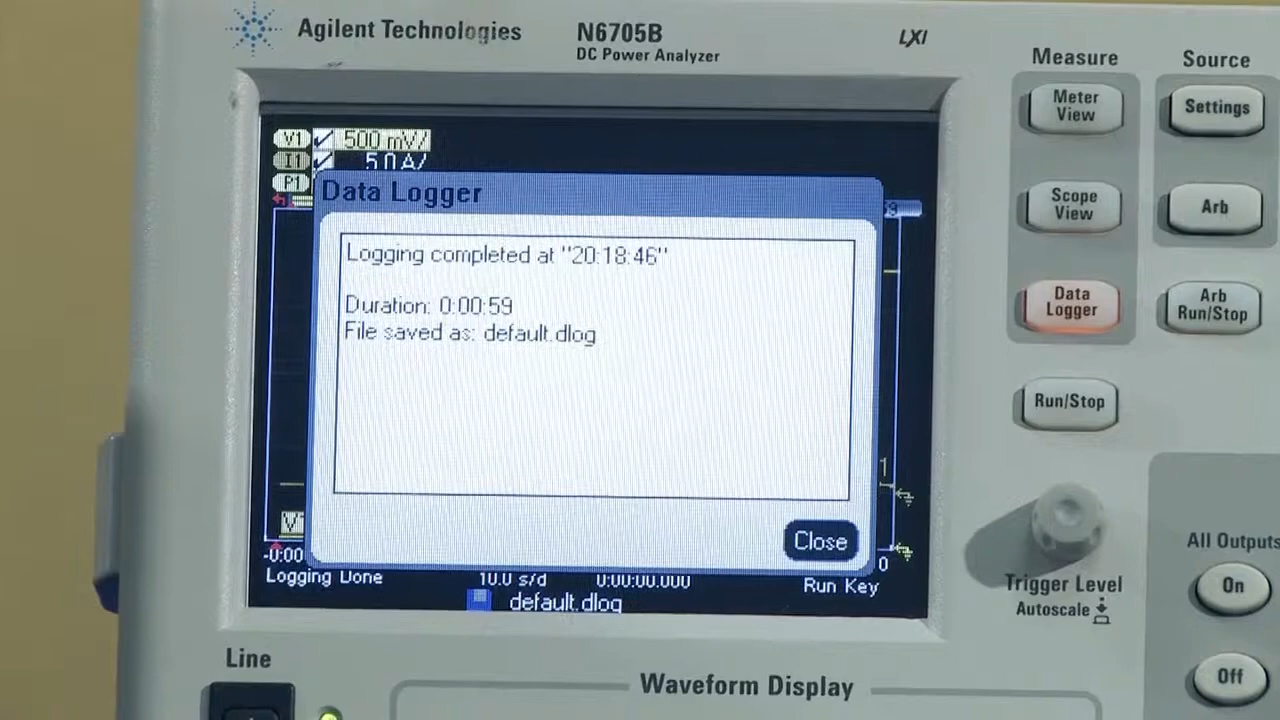 Agilent Technologies
N6705B
DC Power Analyzer
LXI
Measure
Source
Meter View
Settings
Scope View
Arb
Data Logger
Arb Run/Stop
Run/Stop
Trigger Level
Autoscale
All Outputs
On
Off
V1 500 mV/
I1 5.0 A/
P1
Data Logger
Logging completed at "20:18:46"
Duration: 0:00:59
File saved as: default.dlog
Close
-0:00
0
Logging Done 10.0 s/d 0:00:00.000 Run Key
default.dlog
Line
Waveform Display